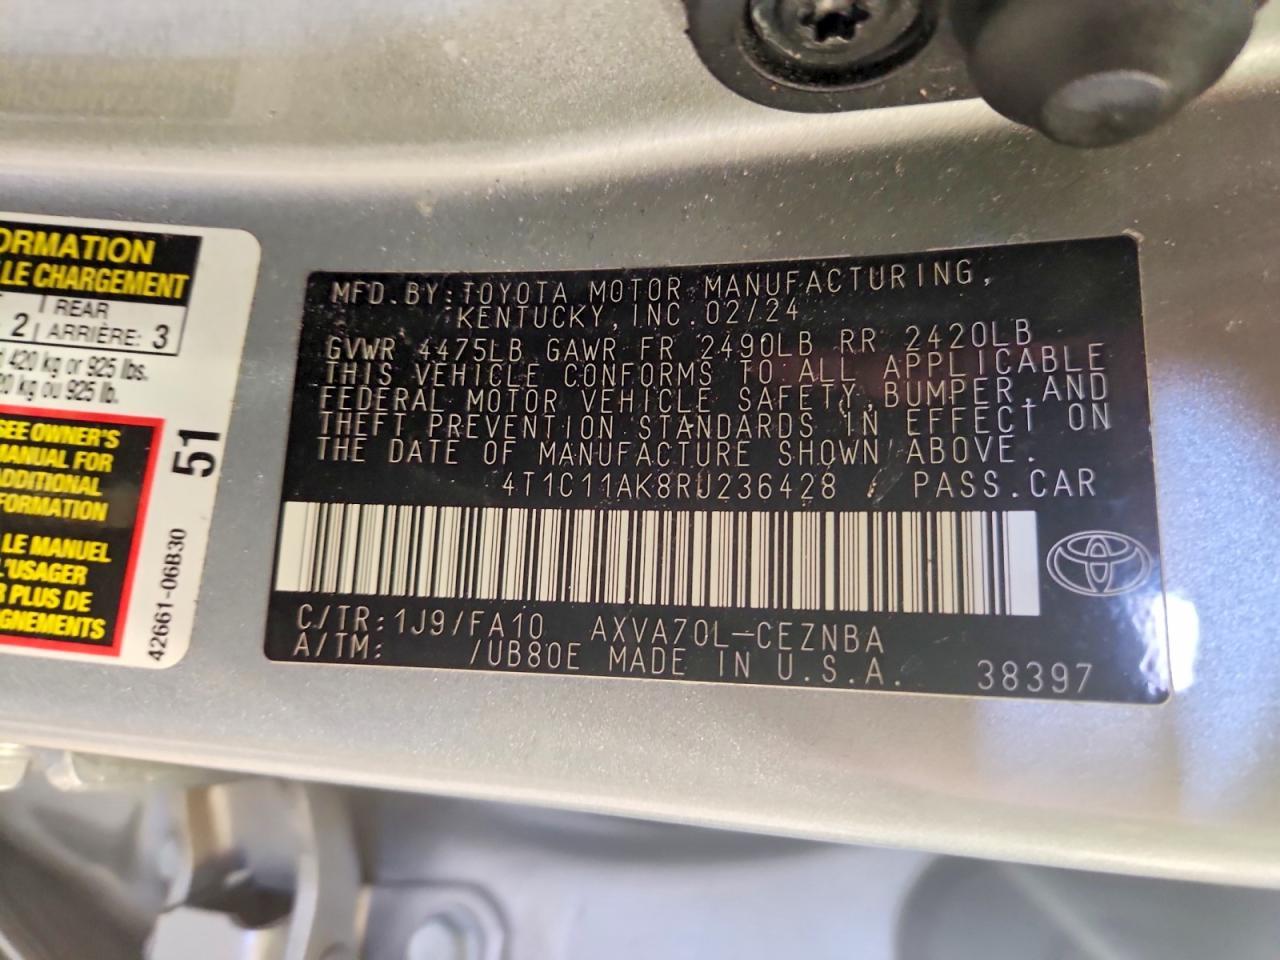 ORMATION
LE CHARGEMENT
REAR
2 ARRIÈRE: 3
420 kg or 925 lbs.
20 kg ou 925 lb.
SEE OWNER'S
MANUAL FOR
ADDITIONAL
FORMATION
LE MANUEL
L'USAGER
R PLUS DE
GNEMENTS
51
42661-06B30
MFD.BY:TOYOTA MOTOR MANUFACTURING,
KENTUCKY,INC.02/24
GVWR 4475LB GAWR FR 2490LB RR 2420LB
THIS VEHICLE CONFORMS TO ALL APPLICABLE
FEDERAL MOTOR VEHICLE SAFETY,BUMPER,AND
THEFT PREVENTION STANDARDS IN EFFECT ON
THE DATE OF MANUFACTURE SHOWN ABOVE.
4T1C11AK8RU236428 / PASS.CAR
C/TR:1J9/FA10 AXVA70L-CEZNBA
A/TM: /UB80E MADE IN U.S.A.
38397